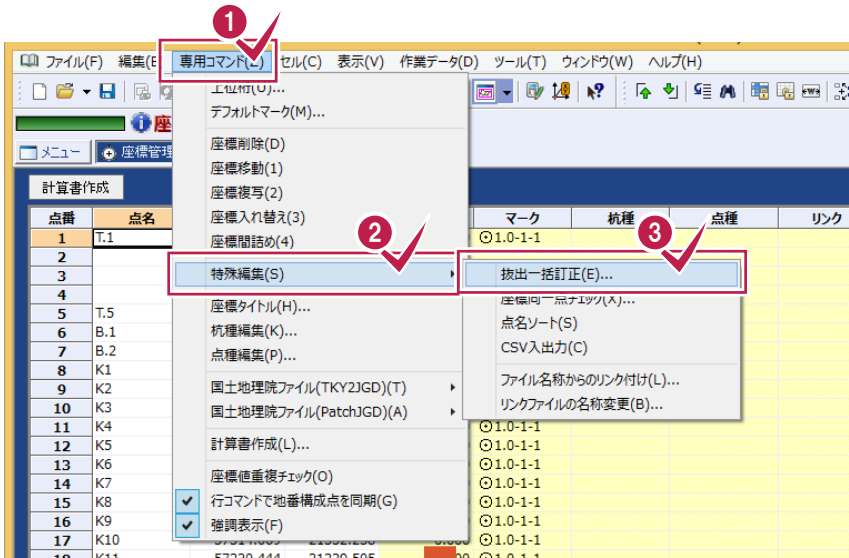 1
ファイル(F) 編集(E 専用コマンド(Z) セル(C) 表示(V) 作業データ(D) ツール(T) ウィンドウ(W) ヘルプ(H)
座
メニュー 座標管理
計算書作成
点番 点名 マーク 杭種 点種 リンク
1 T.1 1.0-1-1
2
3
4
5 T.5
6 B.1
7 B.2
8 K1
9 K2
10 K3
11 K4 1.0-1-1
12 K5 1.0-1-1
13 K6 1.0-1-1
14 K7 1.0-1-1
15 K8 1.0-1-1
16 K9 1.0-1-1
17 K10 1.0-1-1
上位桁(U)...
デフォルトマーク(M)...
座標削除(D)
座標移動(1)
座標複写(2)
座標入れ替え(3)
座標間詰め(4)
2
特殊編集(S)
座標タイトル(H)...
杭種編集(K)...
点種編集(P)...
国土地理院ファイル(TKY2JGD)(T)
国土地理院ファイル(PatchJGD)(A)
計算書作成(L)...
座標値重複チェック(O)
行コマンドで地番構成点を同期(G)
強調表示(F)
3
抜出一括訂正(E)...
座標同一点チェック(X)...
点名ソート(S)
CSV入出力(C)
ファイル名称からのリンク付け(L)...
リンクファイルの名称変更(B)...